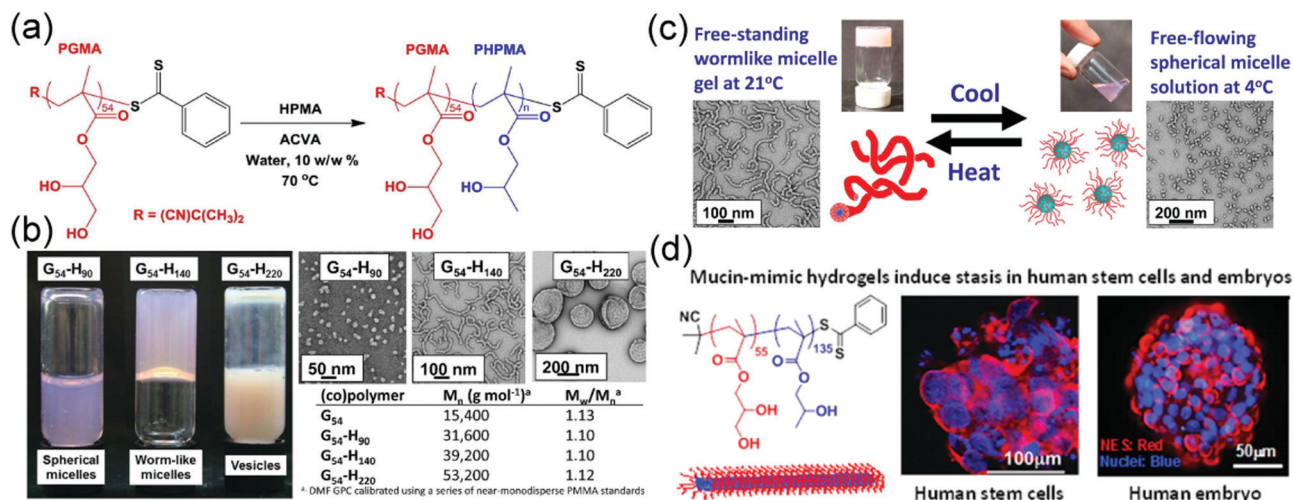 (a)
PGMA
R
54
S
S
O
O
HO
HO
R = (CN)C(CH₃)₂
HPMA
ACVA
Water, 10 w/w %
70 °C
PGMA
PHPMA
R
54
n
S
S
O
O
O
O
HO
HO
HO
(b)
G₅₄-H₉₀
G₅₄-H₁₄₀
G₅₄-H₂₂₀
Spherical
micelles
Worm-like
micelles
Vesicles
G₅₄-H₉₀
G₅₄-H₁₄₀
G₅₄-H₂₂₀
50 nm
100 nm
200 nm
(co)polymer Mₙ (g mol⁻¹)ᵃ M_w/Mₙᵃ
G₅₄ 15,400 1.13
G₅₄-H₉₀ 31,600 1.10
G₅₄-H₁₄₀ 39,200 1.10
G₅₄-H₂₂₀ 53,200 1.12
ᵃ· DMF GPC calibrated using a series of near-monodisperse PMMA standards
(c)
Free-standing
wormlike micelle
gel at 21°C
100 nm
Cool
Heat
Free-flowing
spherical micelle
solution at 4°C
200 nm
(d)
Mucin-mimic hydrogels induce stasis in human stem cells and embryos
NC
55
135
S
S
O
O
O
O
OH
OH
OH
100μm
Human stem cells
NES: Red
Nuclei: Blue
50μm
Human embryo